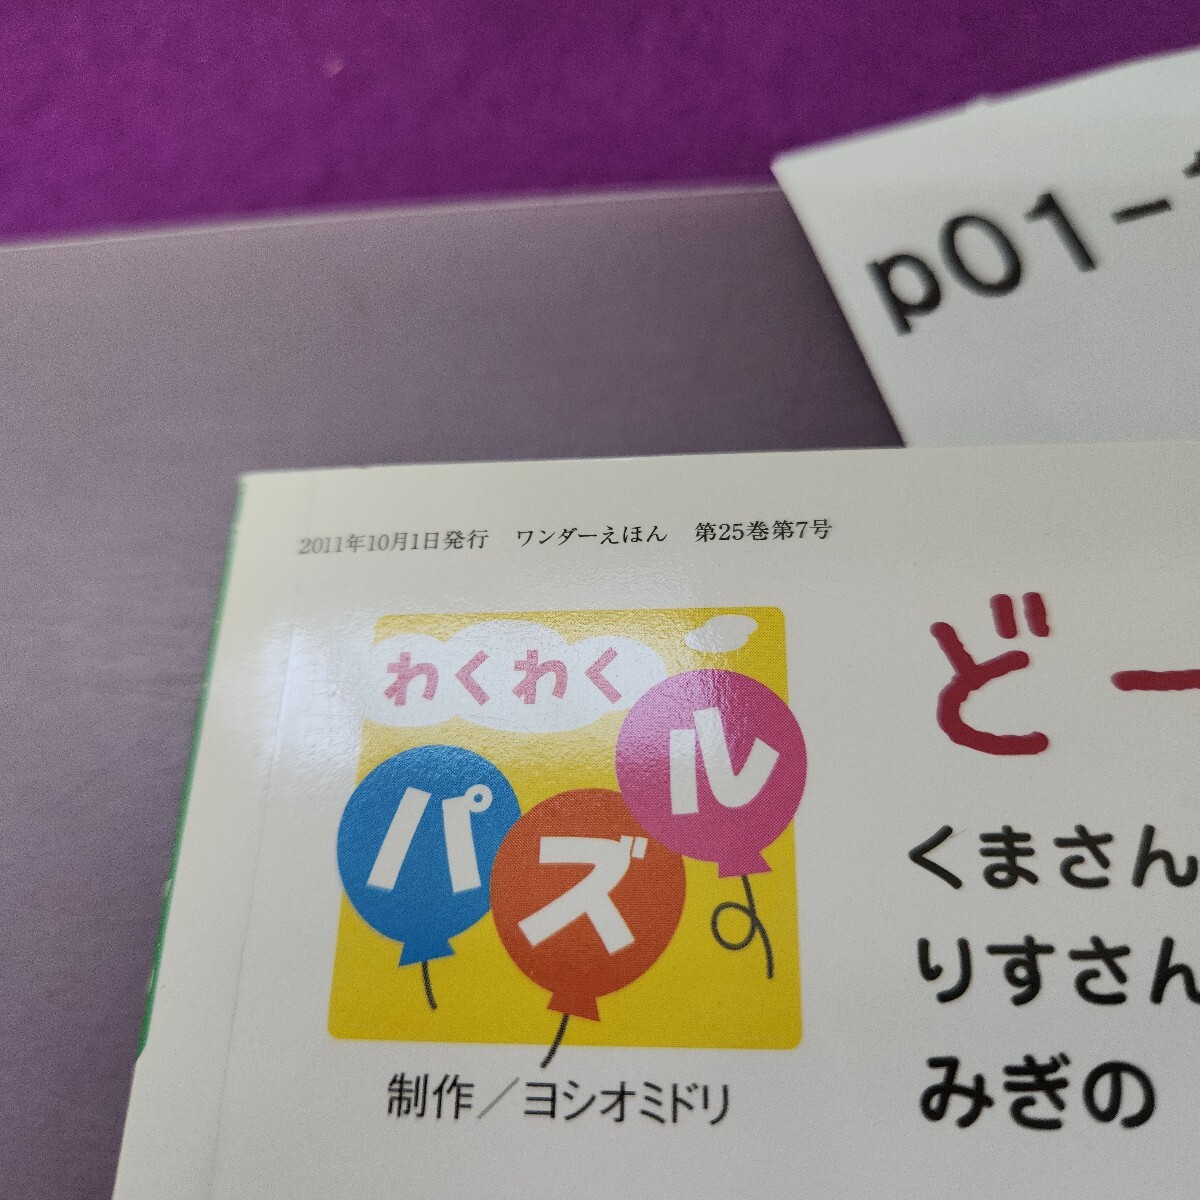 p01-
2011年10月1日発行　ワンダーえほん　第25巻第7号
わくわく
パズル
制作／ヨシオミドリ
どー
くまさん
りすさん
みぎの